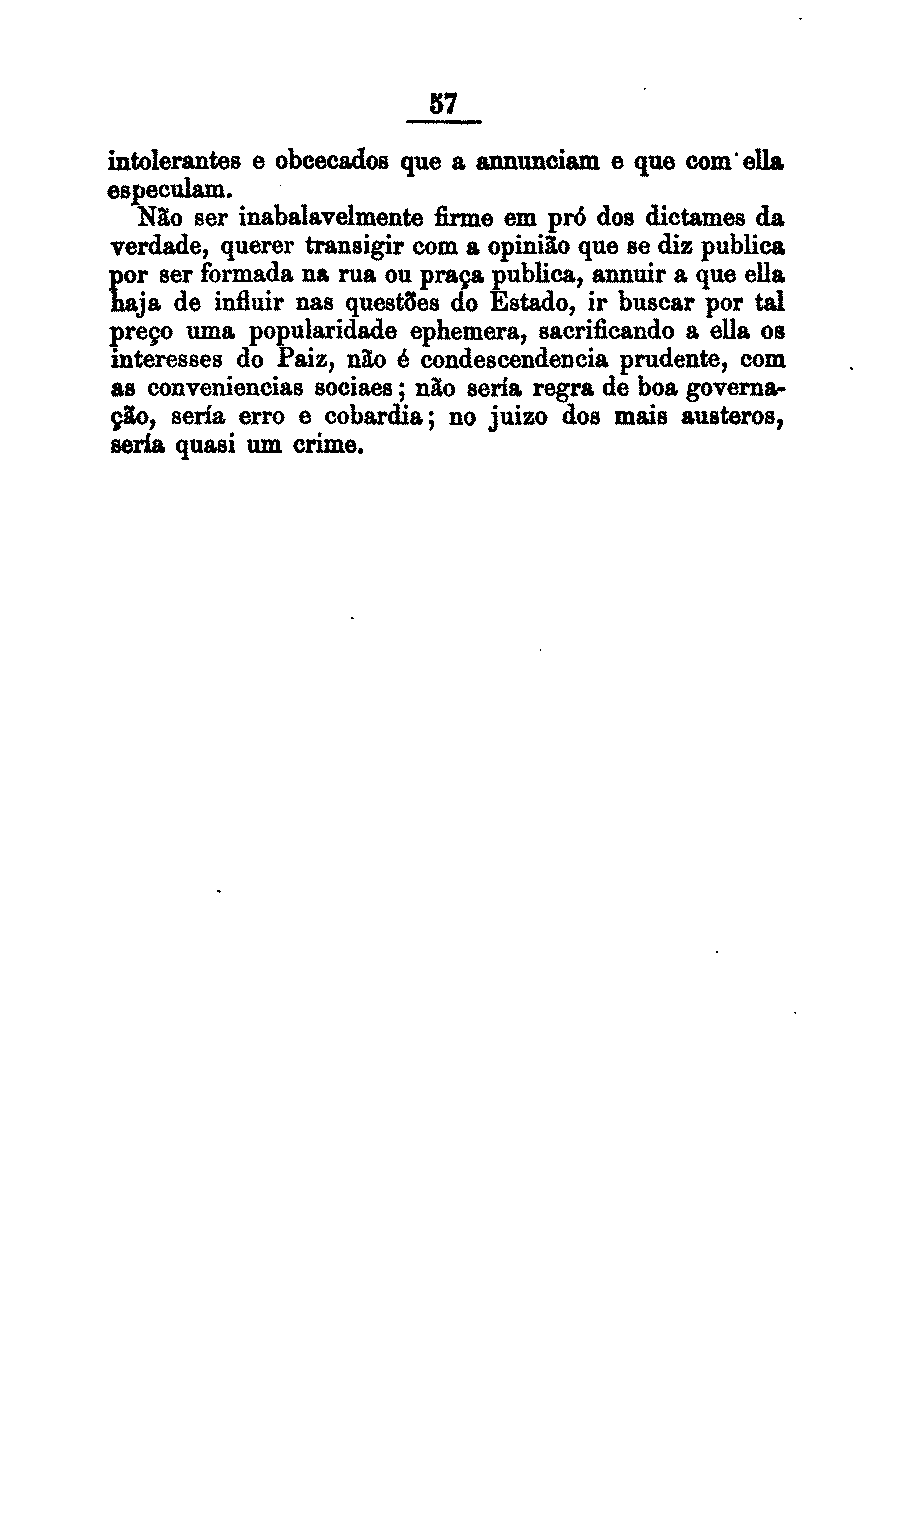 57
intolerantes e obcecados que a annunciam e que com ella
especulam.
Não ser inabalavelmente firme em pró dos dictames da
verdade, querer transigir com a opinião que se diz publica
por ser formada na rua ou praça publica, annuir a que ella
haja de influir nas questões do Estado, ir buscar por tal
preço uma popularidade ephemera, sacrificando a ella os
interesses do Paiz, não é condescendencia prudente, com
as conveniencias sociaes; não sería regra de boa governa-
ção, sería erro e cobardia; no juizo dos mais austeros,
sería quasi um crime.